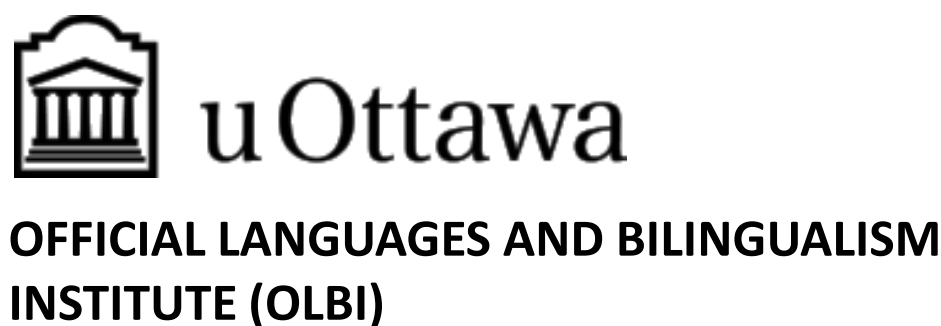 uOttawa
OFFICIAL LANGUAGES AND BILINGUALISM
INSTITUTE (OLBI)